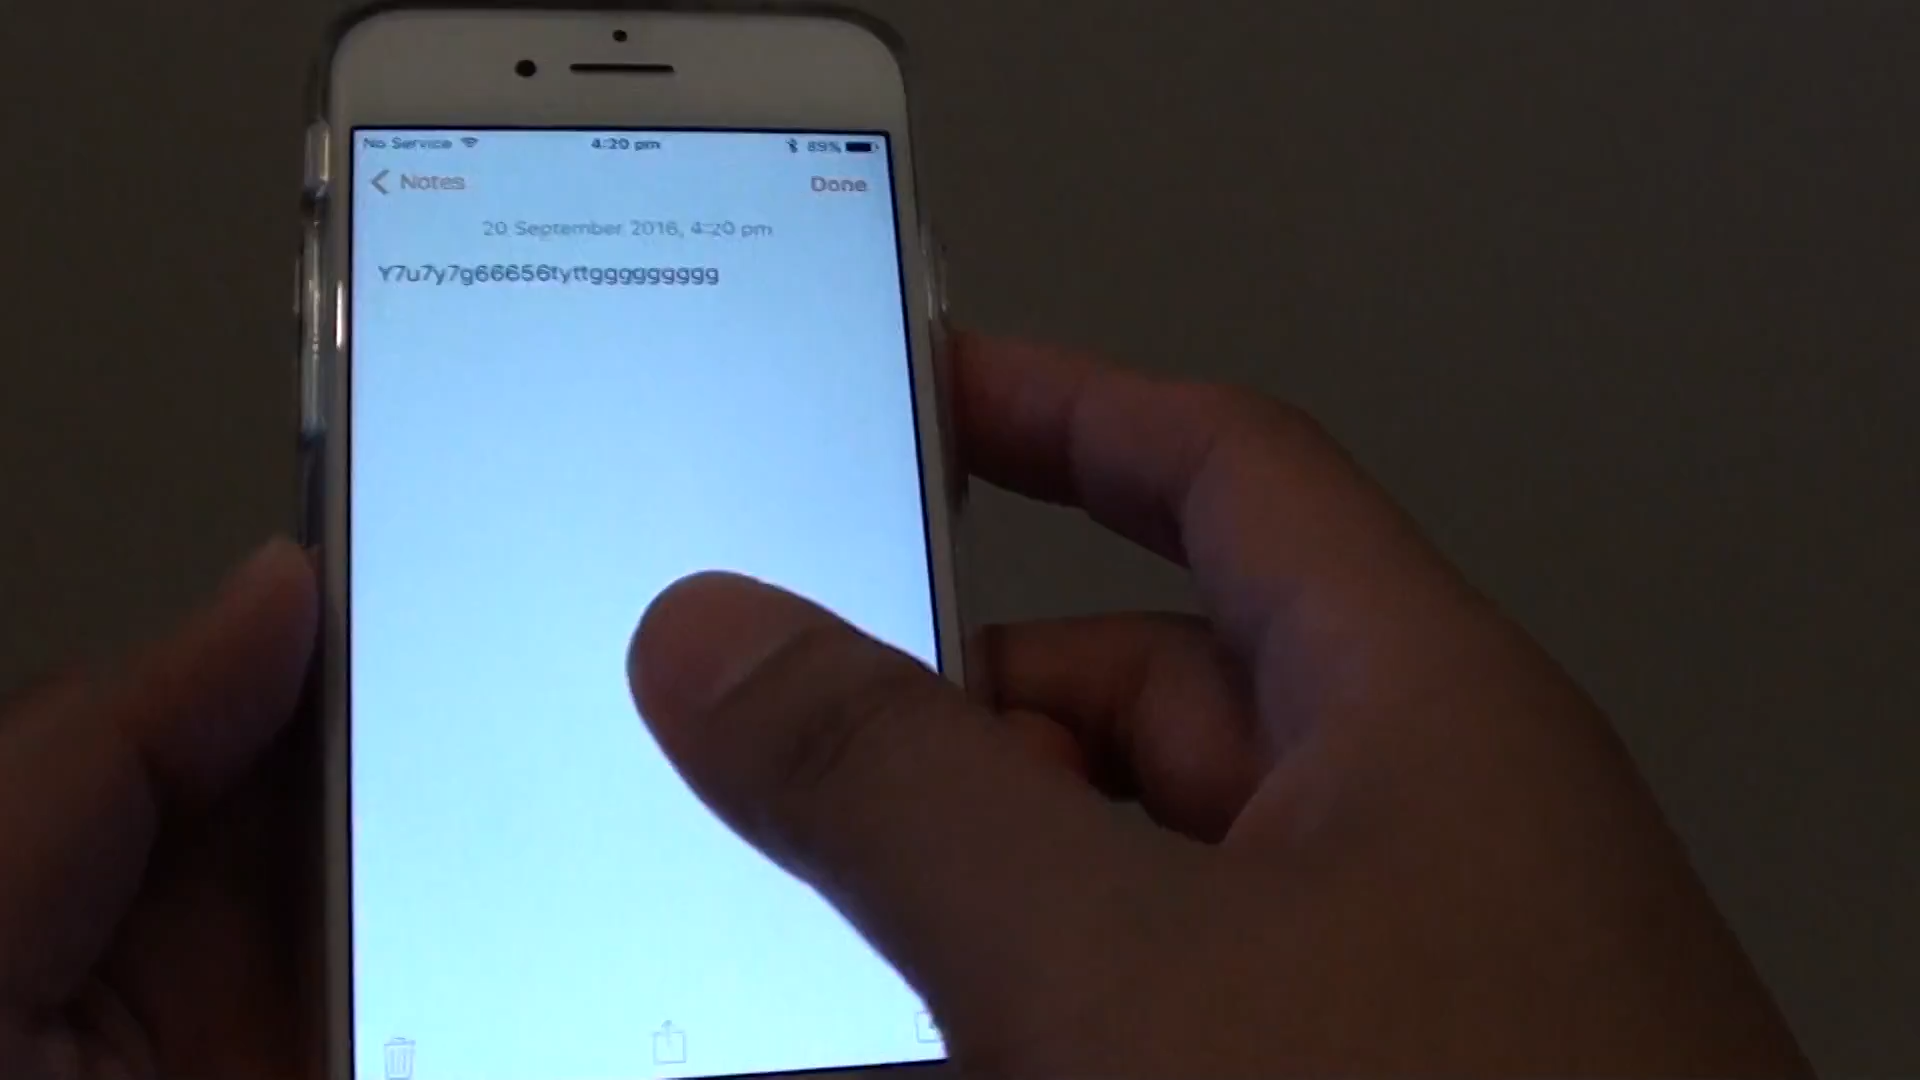 No Service 4:20 pm 89%
Notes Done
20 September 2016, 4:20 pm
Y7u7y7g66656tyttggggggggg